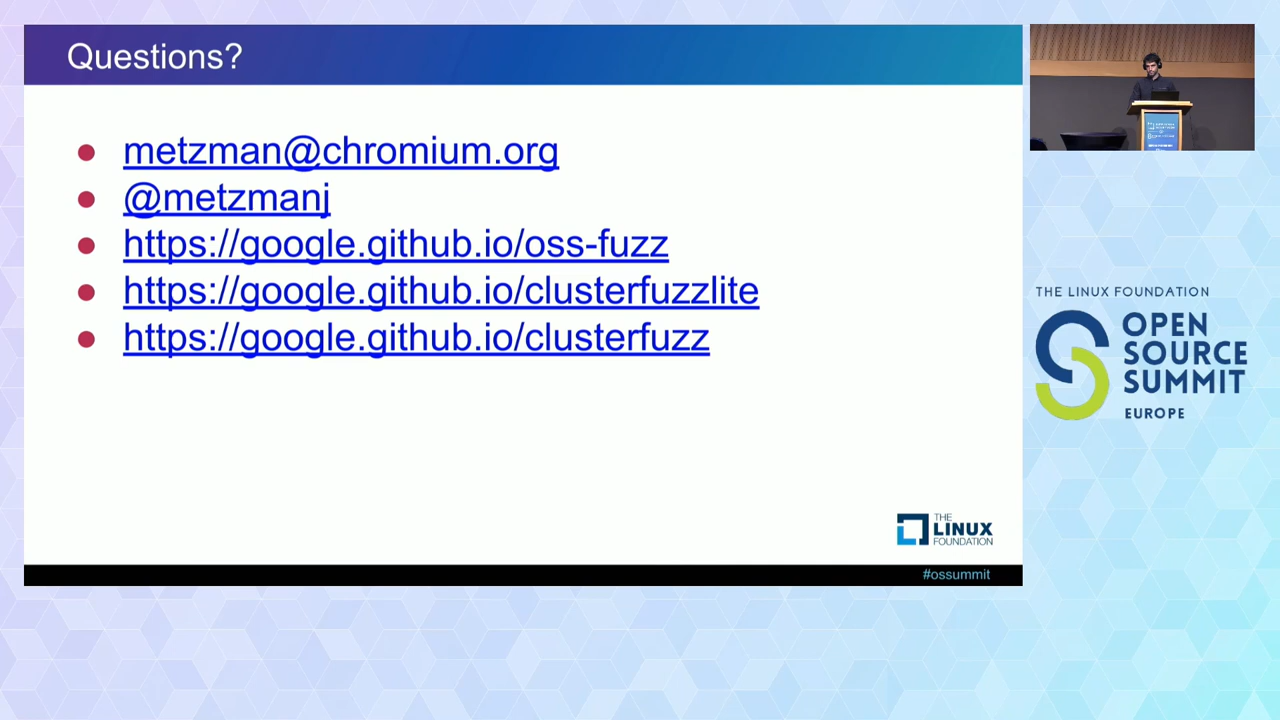 Questions?
metzman@chromium.org
@metzmanj
https://google.github.io/oss-fuzz
https://google.github.io/clusterfuzzlite
https://google.github.io/clusterfuzz
THE
LINUX
FOUNDATION
#ossummit
THE LINUX FOUNDATION
OPEN
SOURCE
SUMMIT
EUROPE